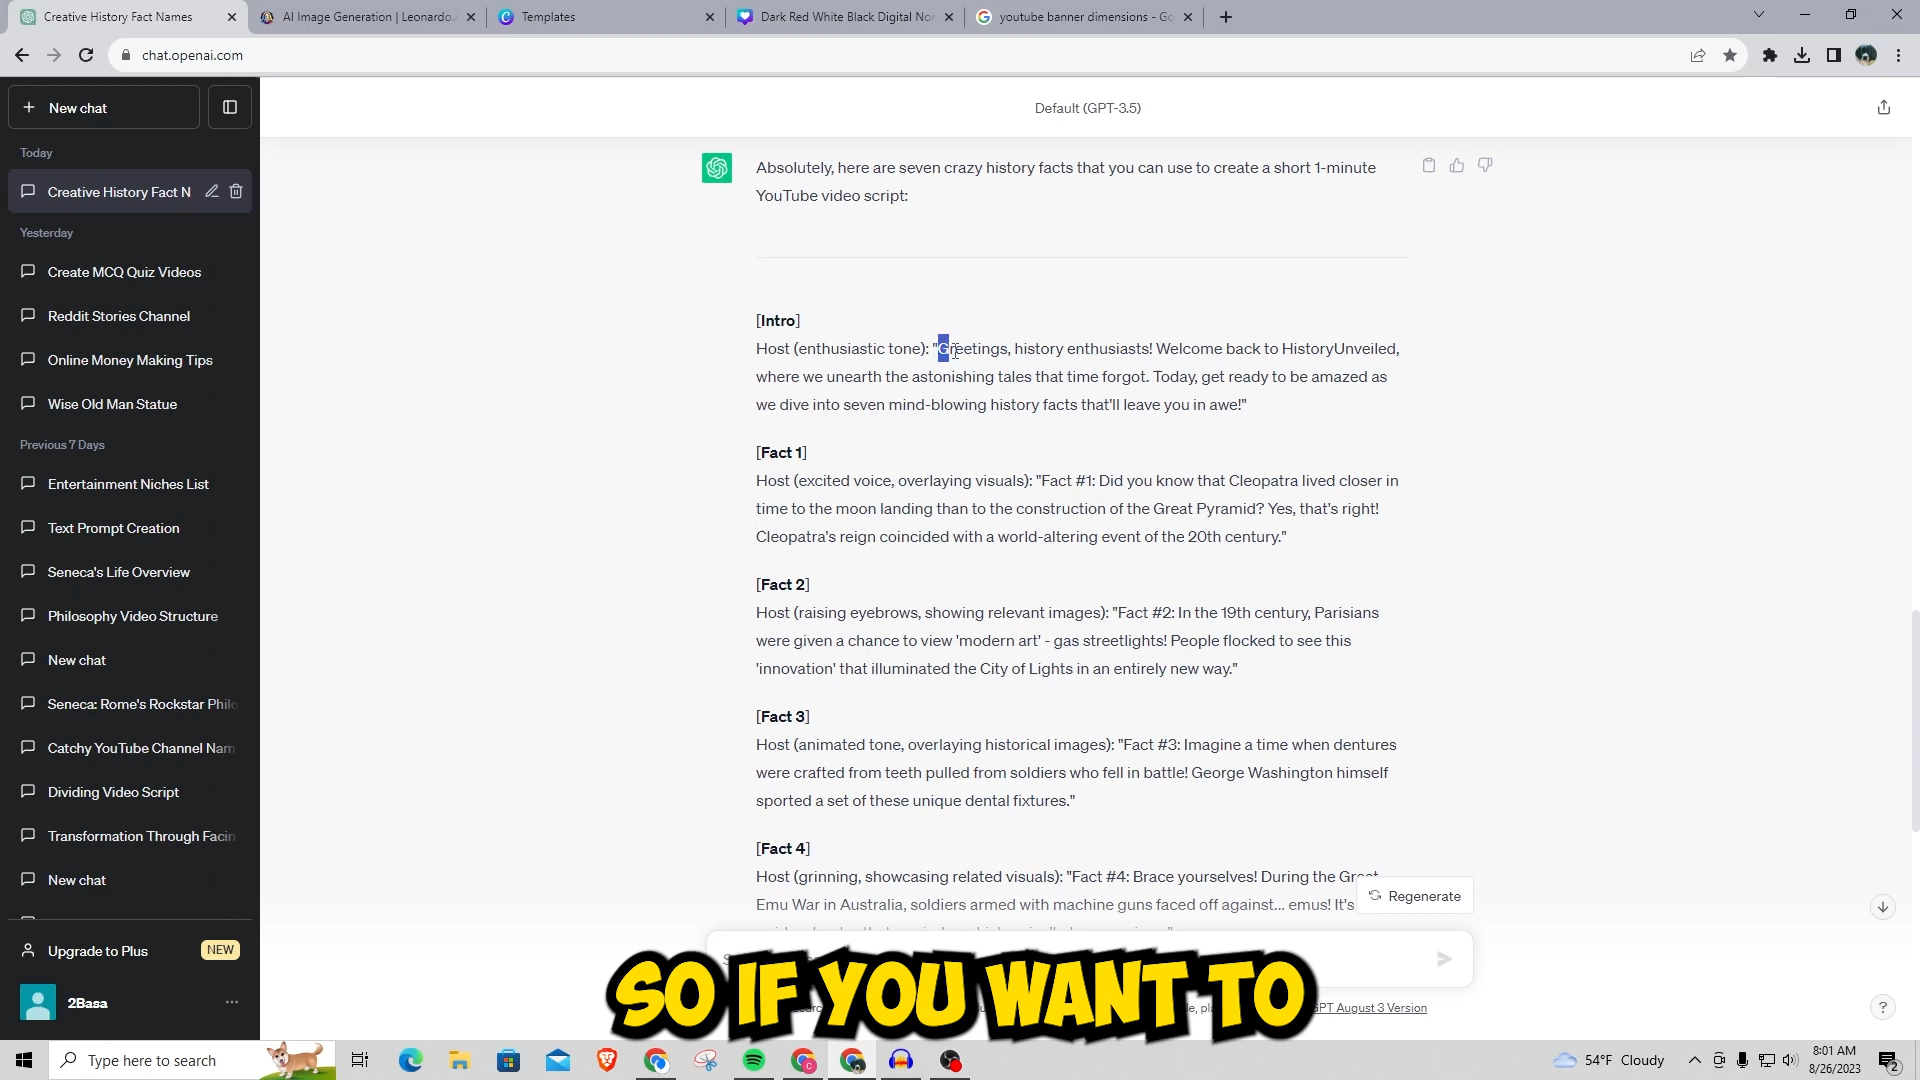 Creative History Fact Names
AI Image Generation | Leonardo.
Templates
Dark Red White Black Digital Nor
youtube banner dimensions - Go
chat.openai.com
New chat
Default (GPT-3.5)
Today
Creative History Fact N
Yesterday
Create MCQ Quiz Videos
Reddit Stories Channel
Online Money Making Tips
Wise Old Man Statue
Previous 7 Days
Entertainment Niches List
Text Prompt Creation
Seneca's Life Overview
Philosophy Video Structure
New chat
Seneca: Rome's Rockstar Philo
Catchy YouTube Channel Nam
Dividing Video Script
Transformation Through Facin
New chat
Upgrade to Plus
NEW
2Basa
Absolutely, here are seven crazy history facts that you can use to create a short 1-minute
YouTube video script:
[Intro]
Host (enthusiastic tone): "Greetings, history enthusiasts! Welcome back to HistoryUnveiled,
where we unearth the astonishing tales that time forgot. Today, get ready to be amazed as
we dive into seven mind-blowing history facts that'll leave you in awe!"
[Fact 1]
Host (excited voice, overlaying visuals): "Fact #1: Did you know that Cleopatra lived closer in
time to the moon landing than to the construction of the Great Pyramid? Yes, that's right!
Cleopatra's reign coincided with a world-altering event of the 20th century."
[Fact 2]
Host (raising eyebrows, showing relevant images): "Fact #2: In the 19th century, Parisians
were given a chance to view 'modern art' - gas streetlights! People flocked to see this
'innovation' that illuminated the City of Lights in an entirely new way."
[Fact 3]
Host (animated tone, overlaying historical images): "Fact #3: Imagine a time when dentures
were crafted from teeth pulled from soldiers who fell in battle! George Washington himself
sported a set of these unique dental fixtures."
[Fact 4]
Host (grinning, showcasing related visuals): "Fact #4: Brace yourselves! During the Great
Emu War in Australia, soldiers armed with machine guns faced off against... emus! It's
Regenerate
SO IF YOU WANT TO
GPT August 3 Version
?
Type here to search
54°F Cloudy
8:01 AM
8/26/2023
2